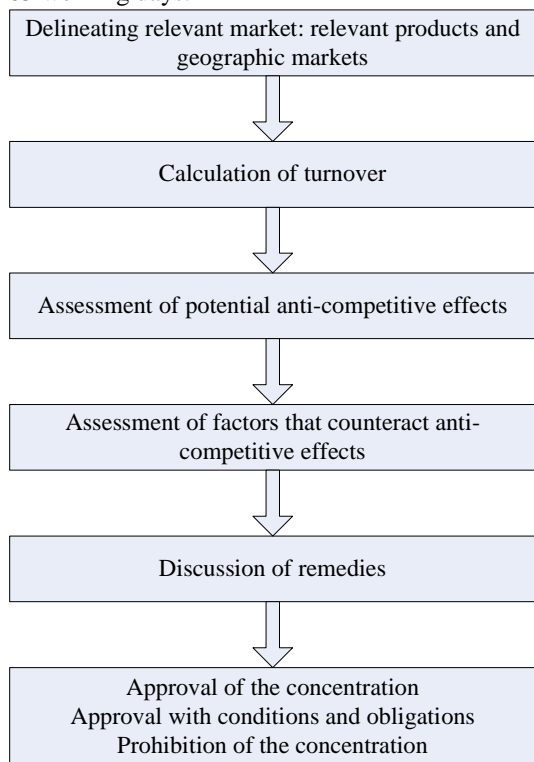 Delineating relevant market: relevant products and
geographic markets
Calculation of turnover
Assessment of potential anti-competitive effects
Assessment of factors that counteract anti-
competitive effects
Discussion of remedies
Approval of the concentration
Approval with conditions and obligations
Prohibition of the concentration